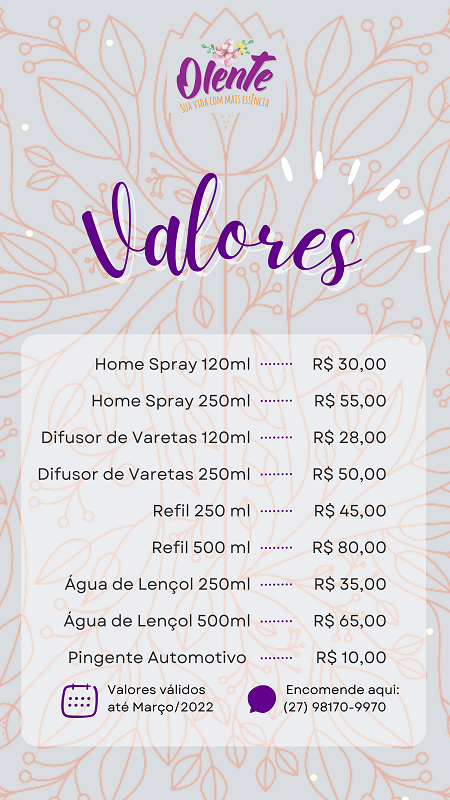 Olente
SUA VIDA COM MAIS ESSÊNCIA
Valores
Home Spray 120ml ........ R$ 30,00
Home Spray 250ml ........ R$ 55,00
Difusor de Varetas 120ml ........ R$ 28,00
Difusor de Varetas 250ml ........ R$ 50,00
Refil 250 ml ........ R$ 45,00
Refil 500 ml ........ R$ 80,00
Água de Lençol 250ml ........ R$ 35,00
Água de Lençol 500ml ........ R$ 65,00
Pingente Automotivo ........ R$ 10,00
Valores válidos
até Março/2022
Encomende aqui:
(27) 98170-9970